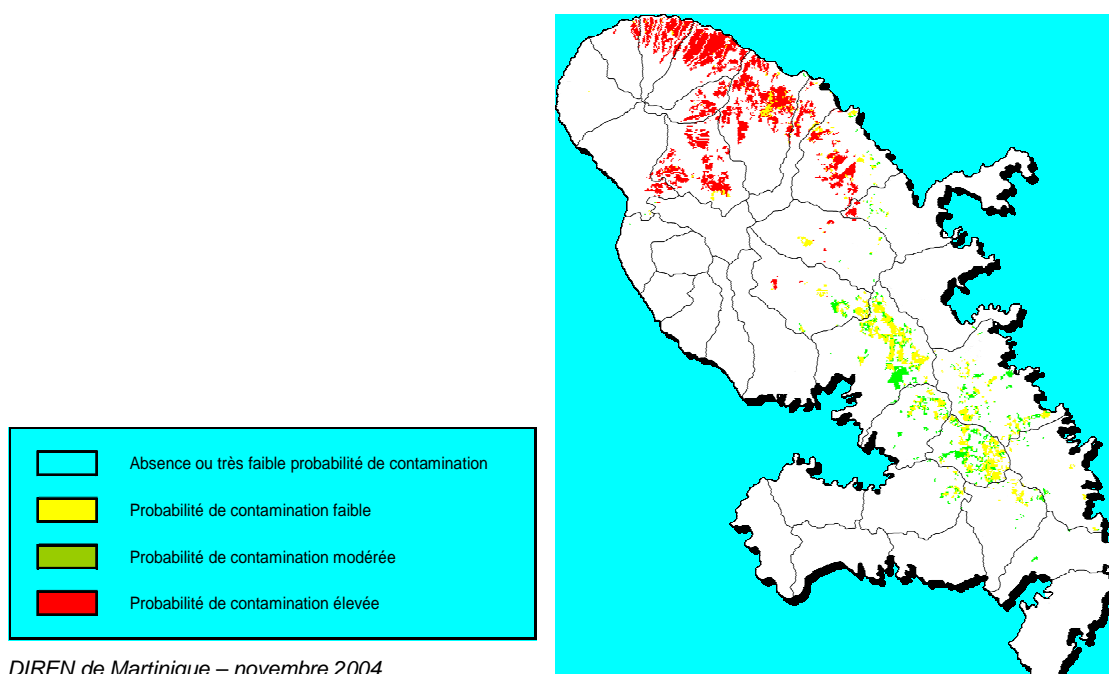 Absence ou très faible probabilité de contamination
Probabilité de contamination faible
Probabilité de contamination modérée
Probabilité de contamination élevée
DIREN de Martinique – novembre 2004